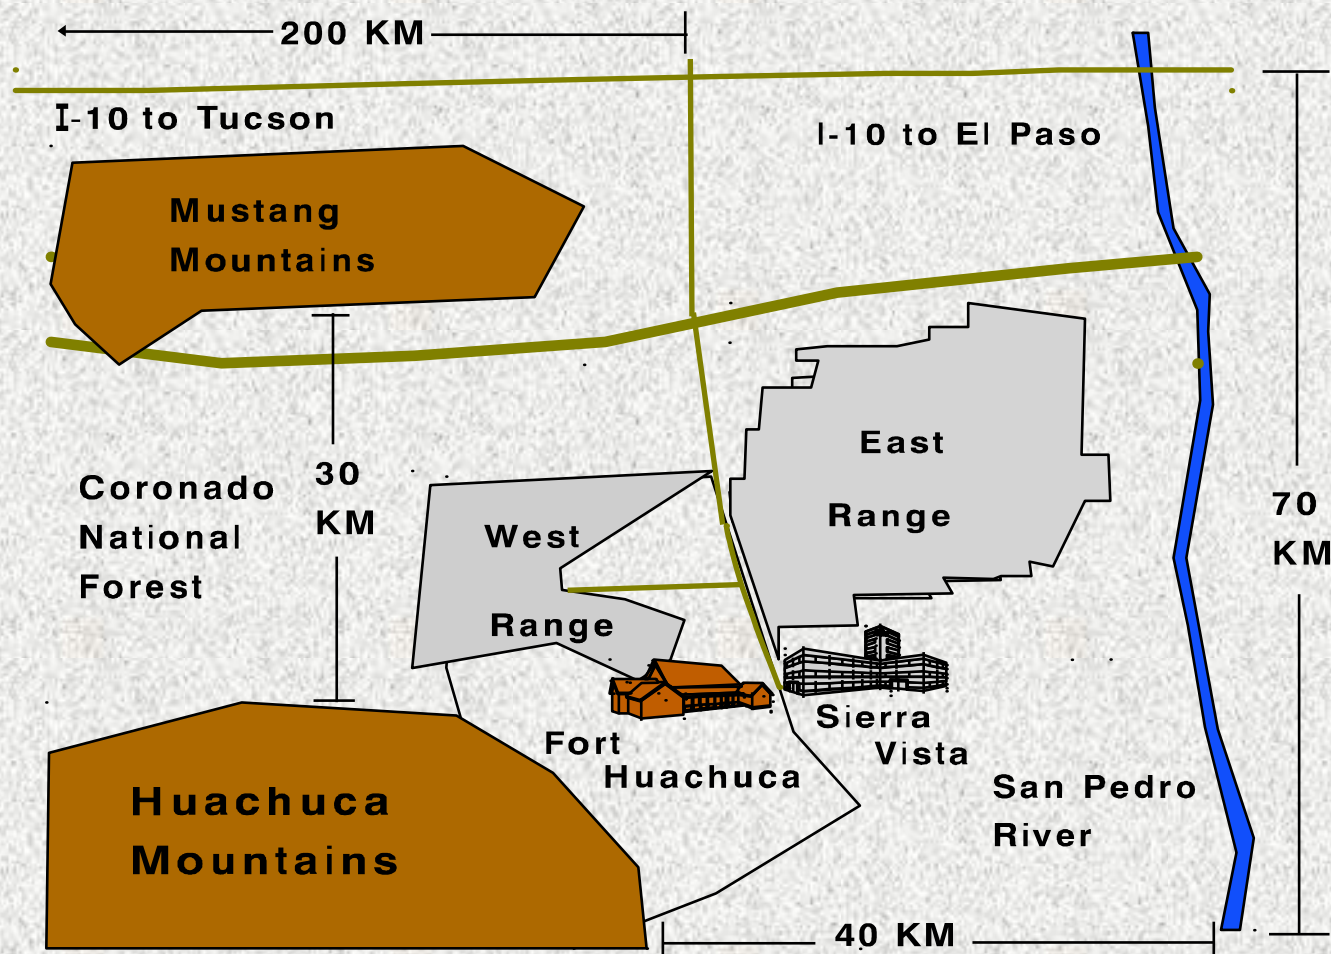 200 KM
I-10 to Tucson
I-10 to El Paso
Mustang
Mountains
East
Range
Coronado
National
Forest
30
KM
West
Range
70
KM
Sierra
Vista
Fort
Huachuca
Huachuca
Mountains
San Pedro
River
40 KM